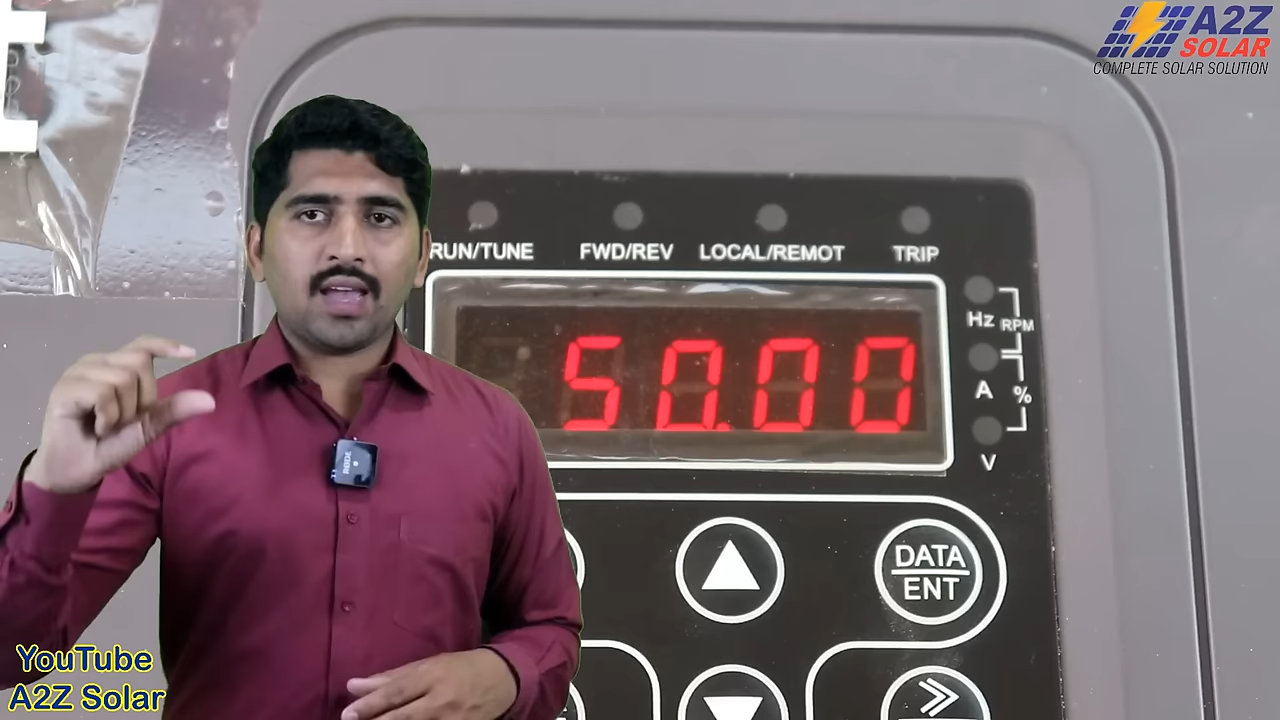 A2Z
SOLAR
COMPLETE SOLAR SOLUTION
RUN/TUNE FWD/REV LOCAL/REMOT TRIP
50.00
Hz
RPM
A
%
V
RODE
DATA
ENT
YouTube
A2Z Solar